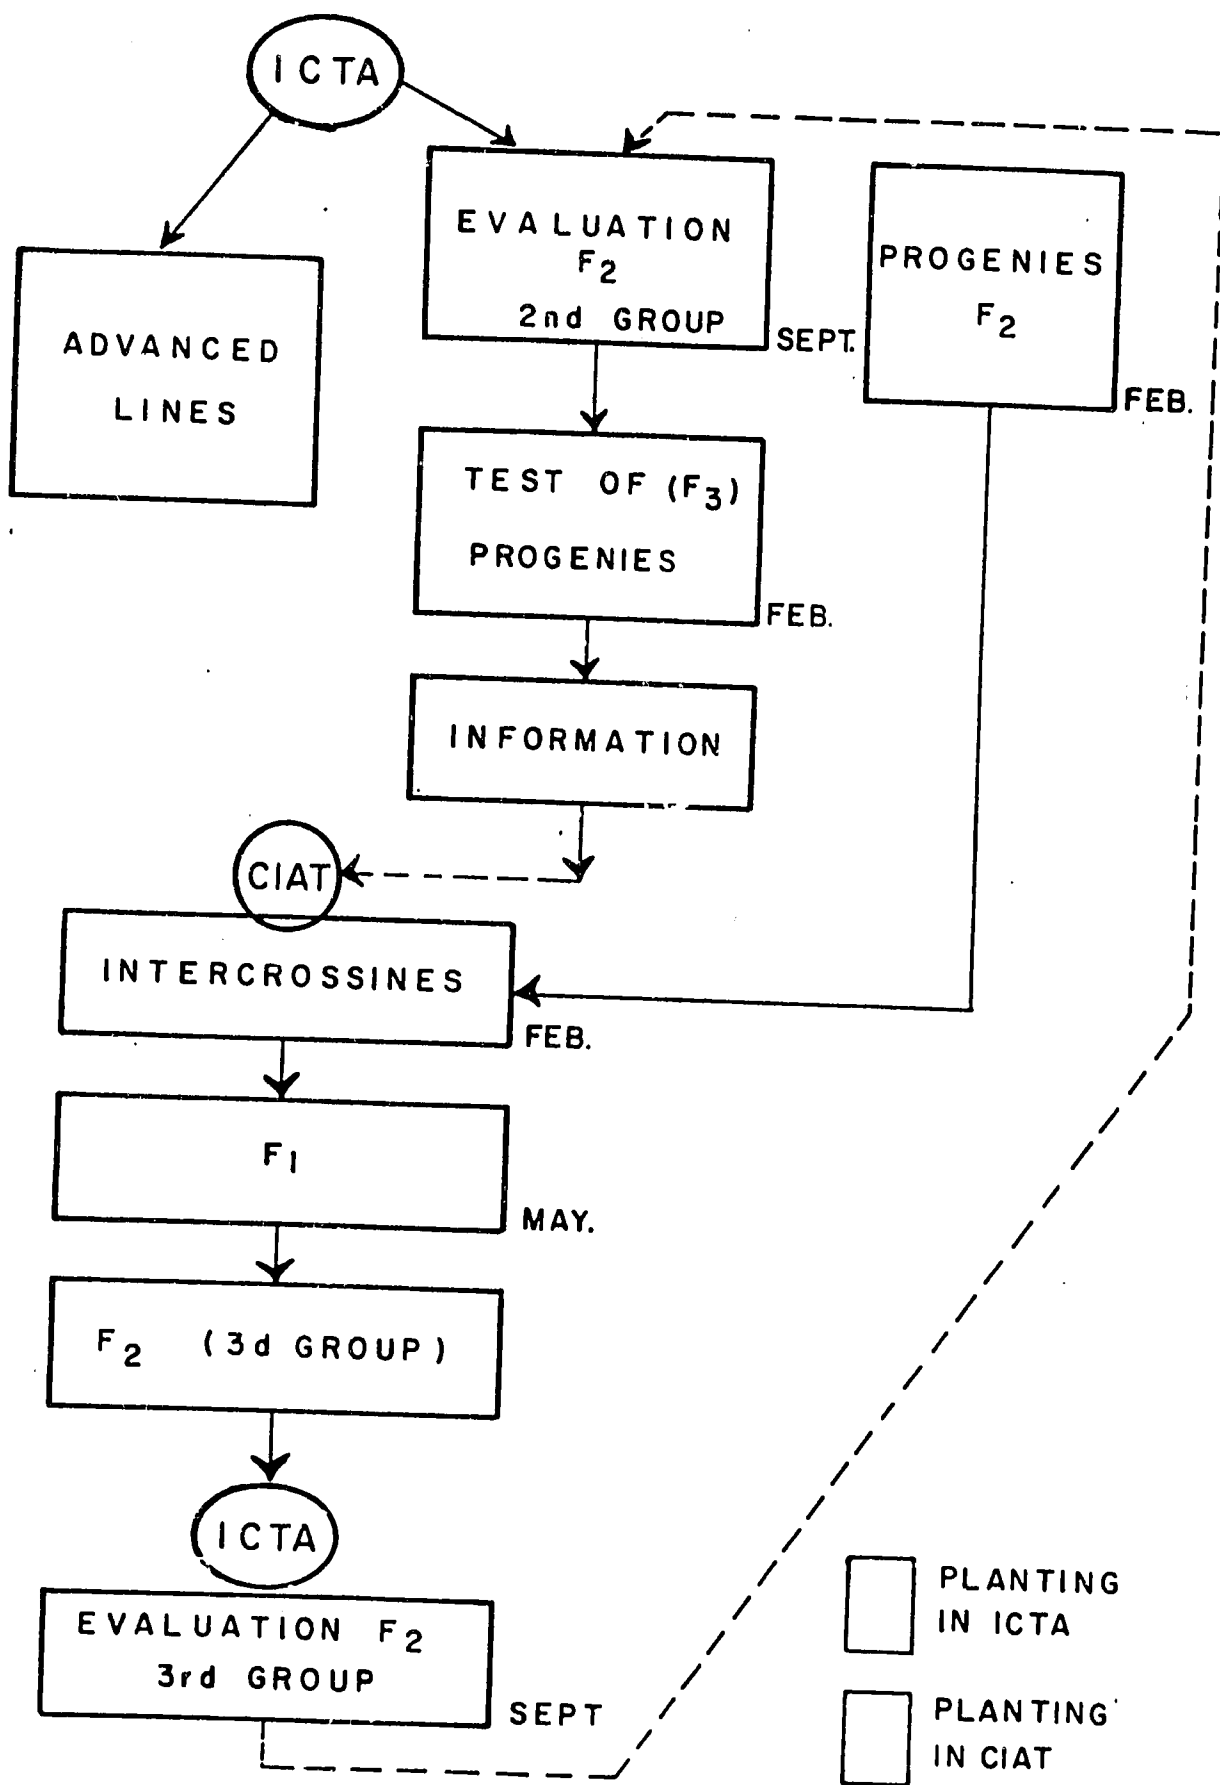 ICTA
EVALUATION
F2
2nd GROUP
SEPT.
PROGENIES
F2
FEB.
ADVANCED
LINES
TEST OF (F3)
PROGENIES
FEB.
INFORMATION
CIAT
INTERCROSSINES
FEB.
F1
MAY.
F2 (3d GROUP)
ICTA
EVALUATION F2
3rd GROUP
SEPT
PLANTING
IN ICTA
PLANTING
IN CIAT